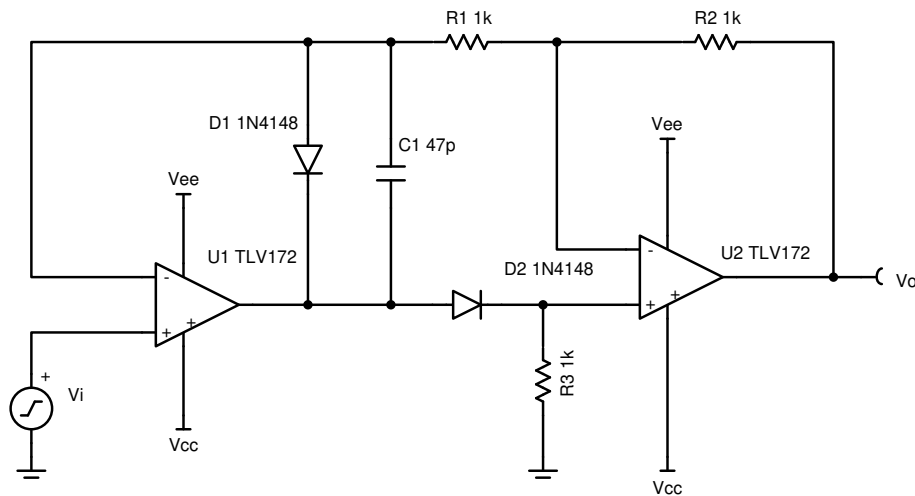 R1 1k
R2 1k
D1 1N4148
C1 47p
Vee
Vee
U1 TLV172
U2 TLV172
D2 1N4148
-
+
+
-
+
+
Vo
R3 1k
+
Vi
Vcc
Vcc